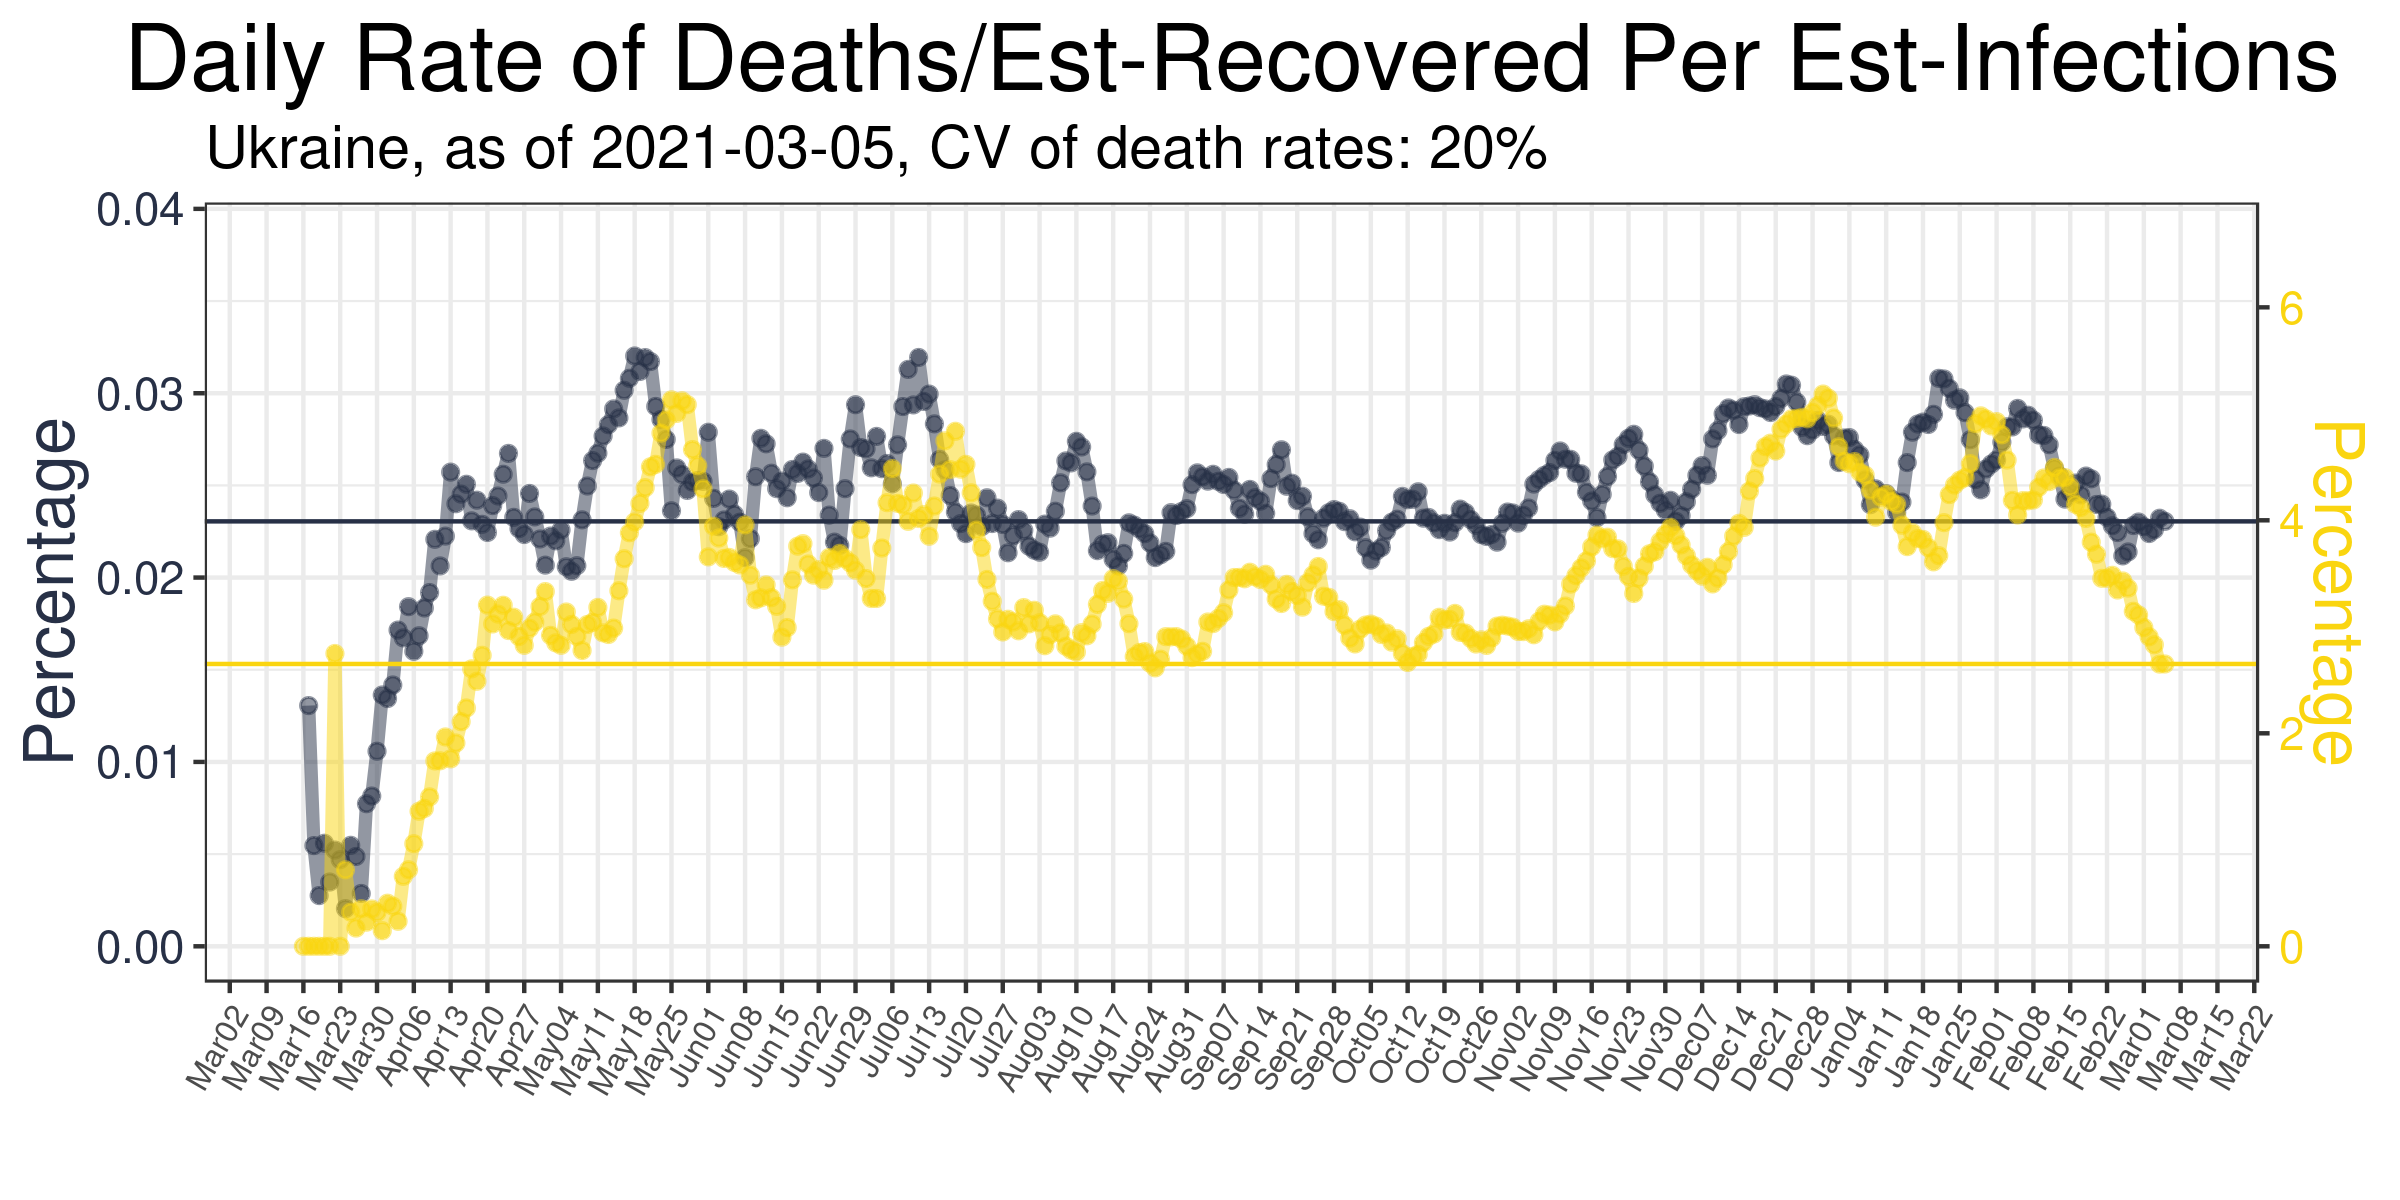 Daily Rate of Deaths/Est-Recovered Per Est-Infections
Ukraine, as of 2021-03-05, CV of death rates: 20%
Percentage
0.04
0.03
0.02
0.01
0.00
6
4
2
0
Percentage
Mar02
Mar09
Mar16
Mar23
Mar30
Apr06
Apr13
Apr20
Apr27
May04
May11
May18
May25
Jun01
Jun08
Jun15
Jun22
Jun29
Jul06
Jul13
Jul20
Jul27
Aug03
Aug10
Aug17
Aug24
Aug31
Sep07
Sep14
Sep21
Sep28
Oct05
Oct12
Oct19
Oct26
Nov02
Nov09
Nov16
Nov23
Nov30
Dec07
Dec14
Dec21
Dec28
Jan04
Jan11
Jan18
Jan25
Feb01
Feb08
Feb15
Feb22
Mar01
Mar08
Mar15
Mar22